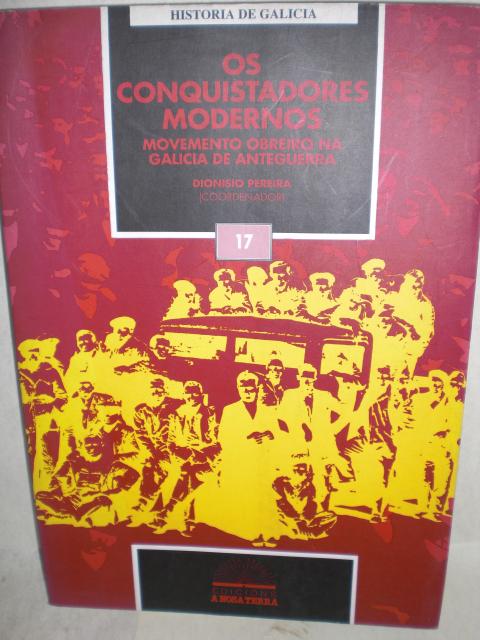 HISTORIA DE GALICIA
OS
CONQUISTADORES
MODERNOS
MOVEMENTO OBREIRO NA
GALICIA DE ANTEGUERRA
DIONISIO PEREIRA
(COORDENADOR)
17
EDICIÓNS
A NOSA TERRA